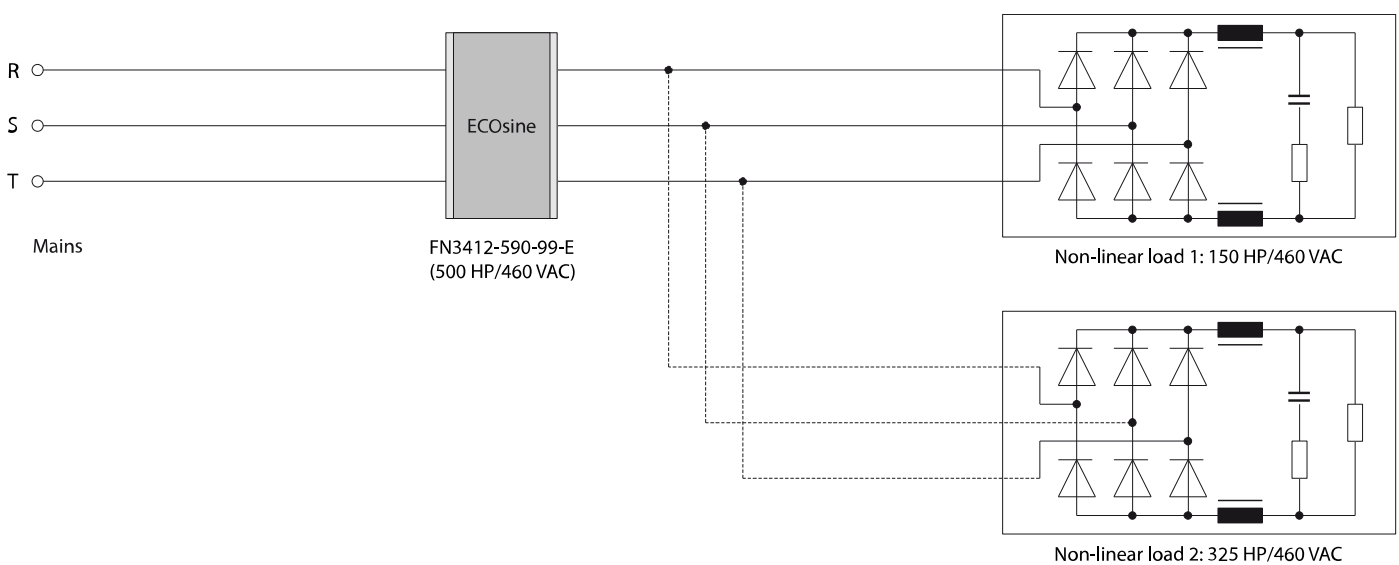 R
S
T
Mains
ECOsine
FN3412-590-99-E
(500 HP/460 VAC)
Non-linear load 1: 150 HP/460 VAC
Non-linear load 2: 325 HP/460 VAC